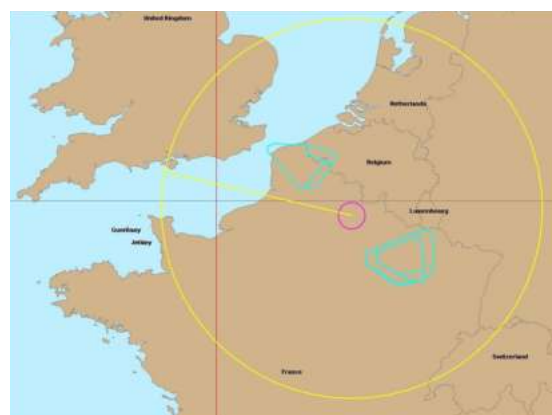 United Kingdom
Netherlands
Belgium
Luxembourg
Guernsey
Jersey
Switzerland
France